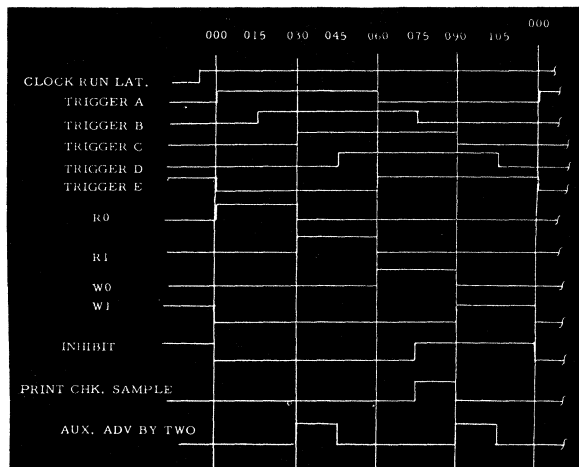 000
000 015 030 045 060 075 090 105
CLOCK RUN LAT.
TRIGGER A
TRIGGER B
TRIGGER C
TRIGGER D
TRIGGER E
R0
R1
W0
W1
INHIBIT
PRINT CHK. SAMPLE
AUX. ADV BY TWO